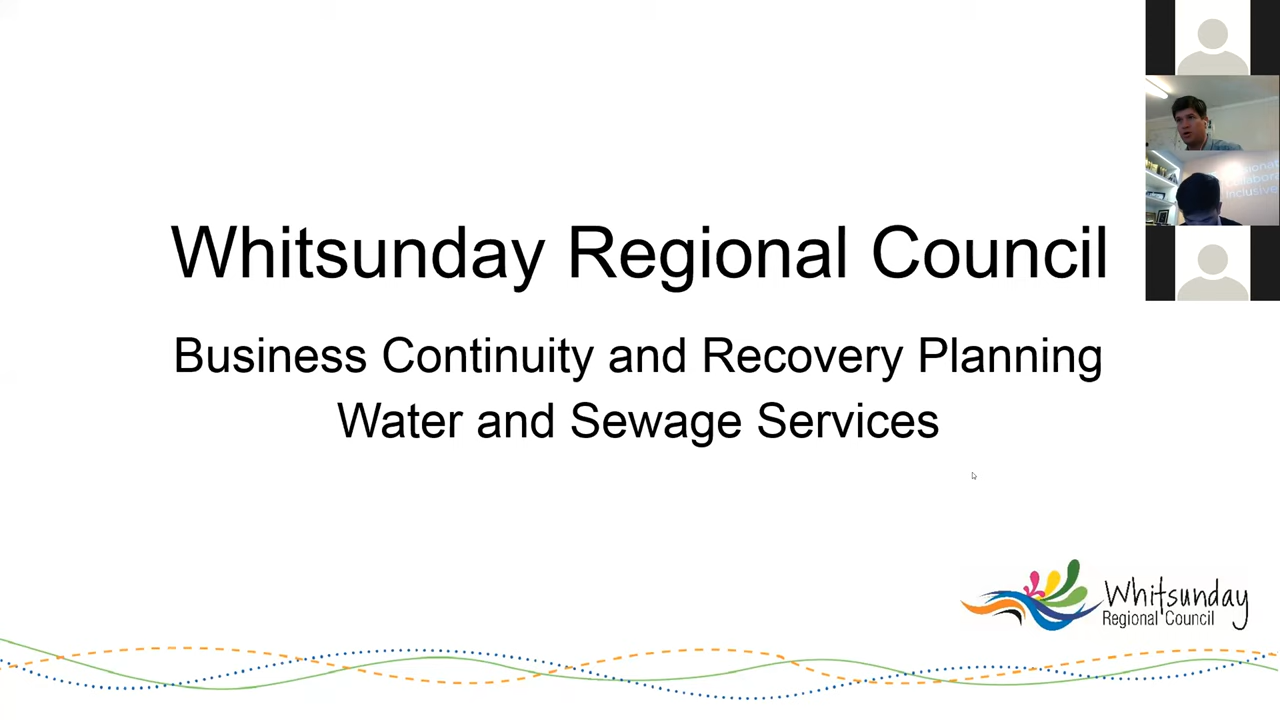 Whitsunday Regional Council
Business Continuity and Recovery Planning
Water and Sewage Services
Whitsunday
Regional Council